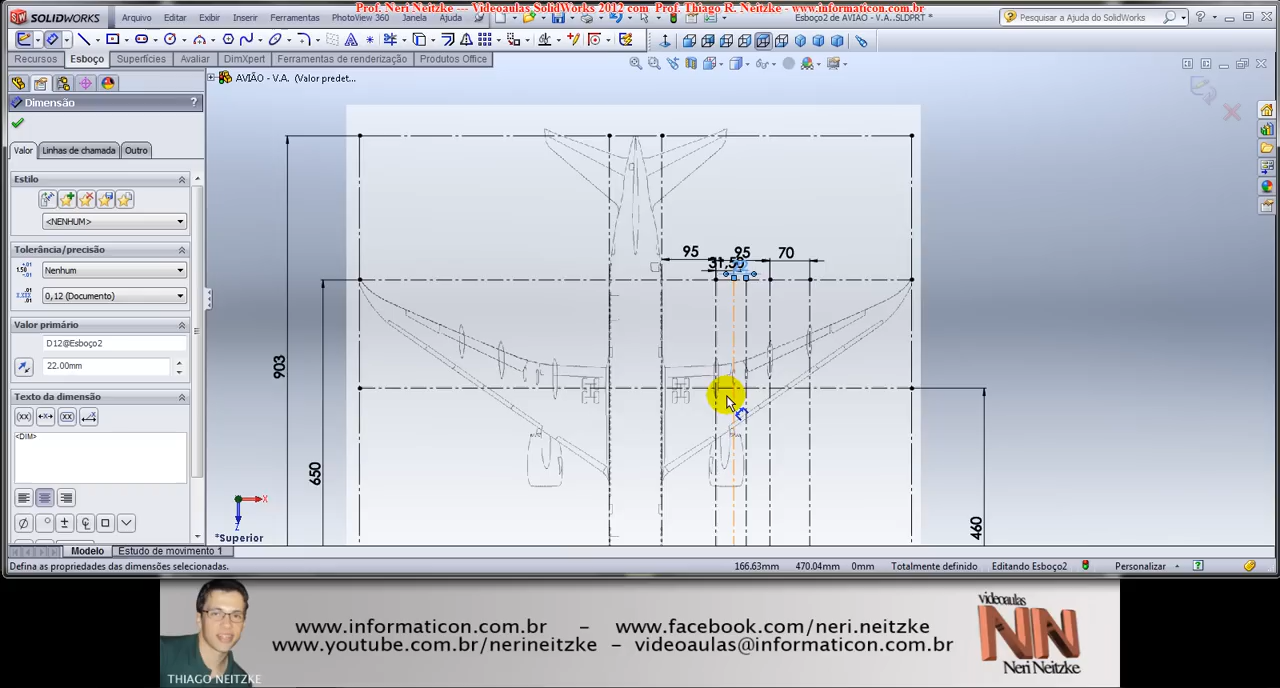 Prof. Neri Neitzke --- Videoaulas SolidWorks 2012 com Prof. Thiago R. Neitzke
SOLIDWORKS
Arquivo Editar Exibir Inserir Ferramentas PhotoView 360 Janela Ajuda
Esboço2 de AVIAO - V.A...SLDPRT *
Pesquisar a Ajuda do SolidWorks
Recursos Esboço Superfícies Avaliar DimXpert Ferramentas de renderização Produtos Office
AVIÃO - V.A. (Valor predet...
Dimensão ?
Valor Linhas de chamada Outro
Estilo
<NENHUM>
Tolerância/precisão
Nenhum
0,12 (Documento)
Valor primário
D12@Esboço2
22.00mm
Texto da dimensão
<DIM>
95 95 70
31,50
903
650
460
X
Z
*Superior
Modelo Estudo de movimento 1
Defina as propriedades das dimensões selecionadas.
166.63mm 470.04mm 0mm Totalmente definido Editando Esboço2 Personalizar
www.informaticon.com.br - www.facebook.com/neri.neitzke
www.youtube.com.br/nerineitzke - videoaulas@informaticon.com.br
THIAGO NEITZKE
videoaulas
NN
Neri Neitzke